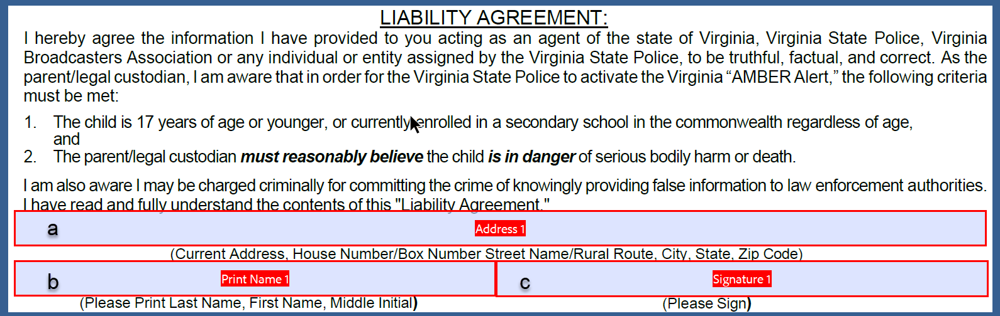 LIABILITY AGREEMENT:
I hereby agree the information I have provided to you acting as an agent of the state of Virginia, Virginia State Police, Virginia
Broadcasters Association or any individual or entity assigned by the Virginia State Police, to be truthful, factual, and correct. As the
parent/legal custodian, I am aware that in order for the Virginia State Police to activate the Virginia “AMBER Alert,” the following criteria
must be met:
1. The child is 17 years of age or younger, or currently enrolled in a secondary school in the commonwealth regardless of age,
and
2. The parent/legal custodian must reasonably believe the child is in danger of serious bodily harm or death.
I am also aware I may be charged criminally for committing the crime of knowingly providing false information to law enforcement authorities.
I have read and fully understand the contents of this "Liability Agreement."
a Address 1
(Current Address, House Number/Box Number Street Name/Rural Route, City, State, Zip Code)
b Print Name 1 c Signature 1
(Please Print Last Name, First Name, Middle Initial) (Please Sign)